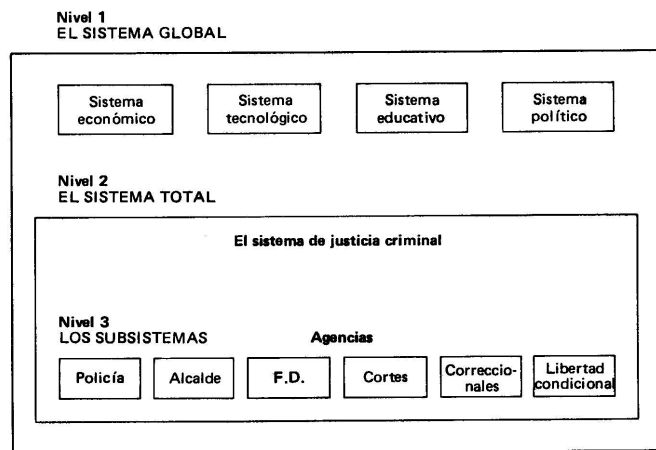 Nivel 1
EL SISTEMA GLOBAL
Sistema
económico
Sistema
tecnológico
Sistema
educativo
Sistema
político
Nivel 2
EL SISTEMA TOTAL
El sistema de justicia criminal
Nivel 3
LOS SUBSISTEMAS
Agencias
Policía
Alcalde
F.D.
Cortes
Correccio-
nales
Libertad
condicional